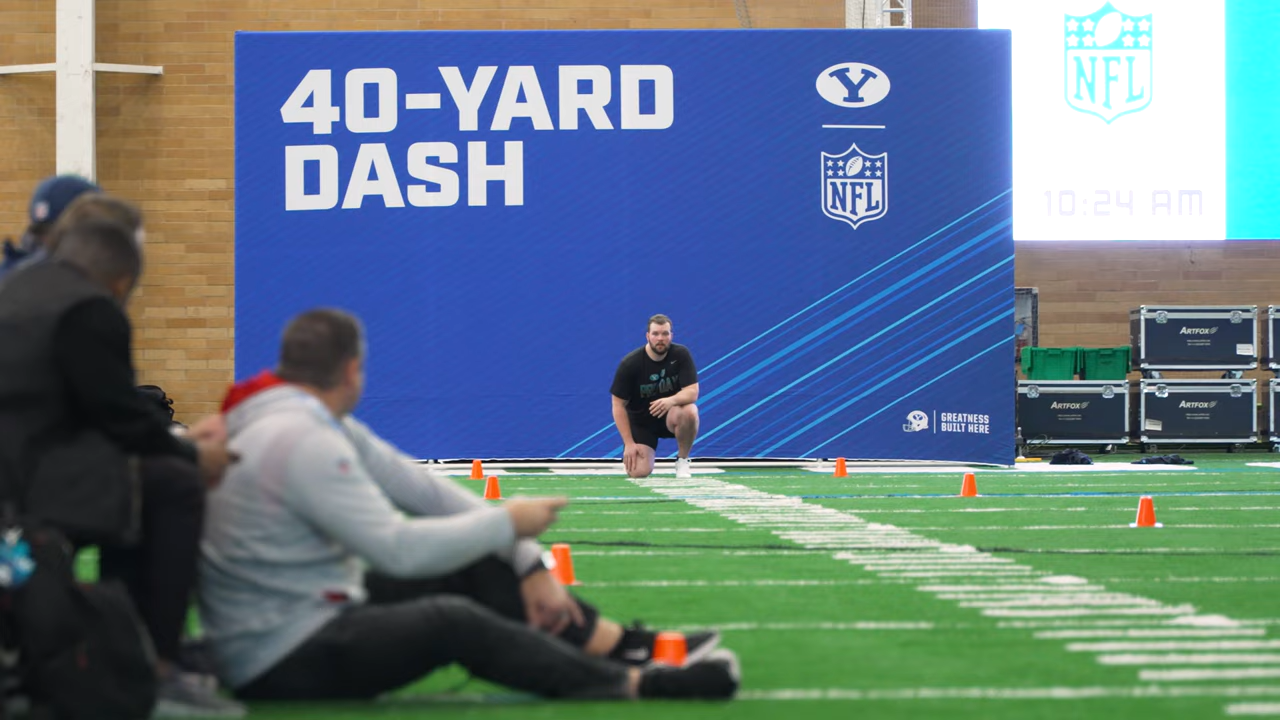 40-YARD
DASH
Y
NFL
NFL
10:24 AM
ARTFOX
ARTFOX
ARTFOX
GREATNESS
BUILT HERE